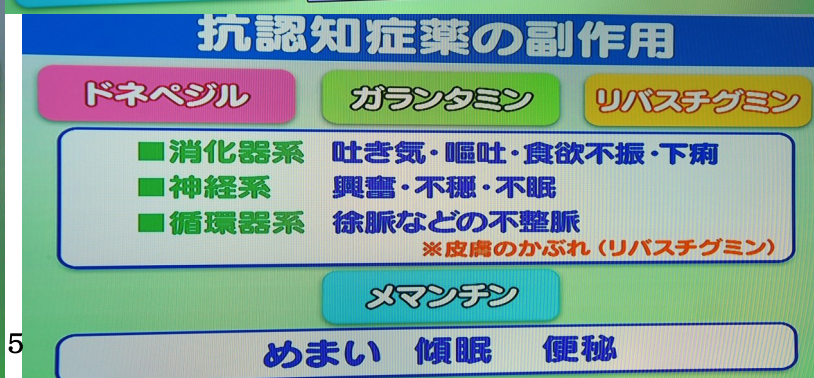 抗認知症薬の副作用
ドネペジル ガランタミン リバスチグミン
■消化器系 吐き気・嘔吐・食欲不振・下痢
■神経系 興奮・不穏・不眠
■循環器系 徐脈などの不整脈
※皮膚のかぶれ（リバスチグミン）
メマンチン
5
めまい 傾眠 便秘